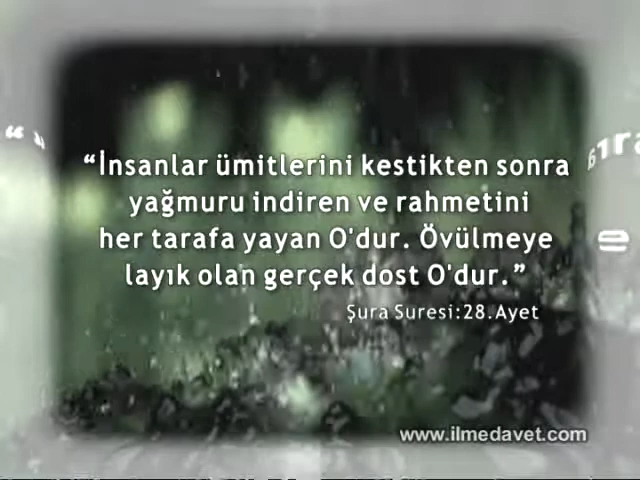 “İnsanlar ümitlerini kestikten sonra
yağmuru indiren ve rahmetini
her tarafa yayan O'dur. Övülmeye
layık olan gerçek dost O'dur.”
Şura Suresi:28.Ayet
www.ilmedavet.com